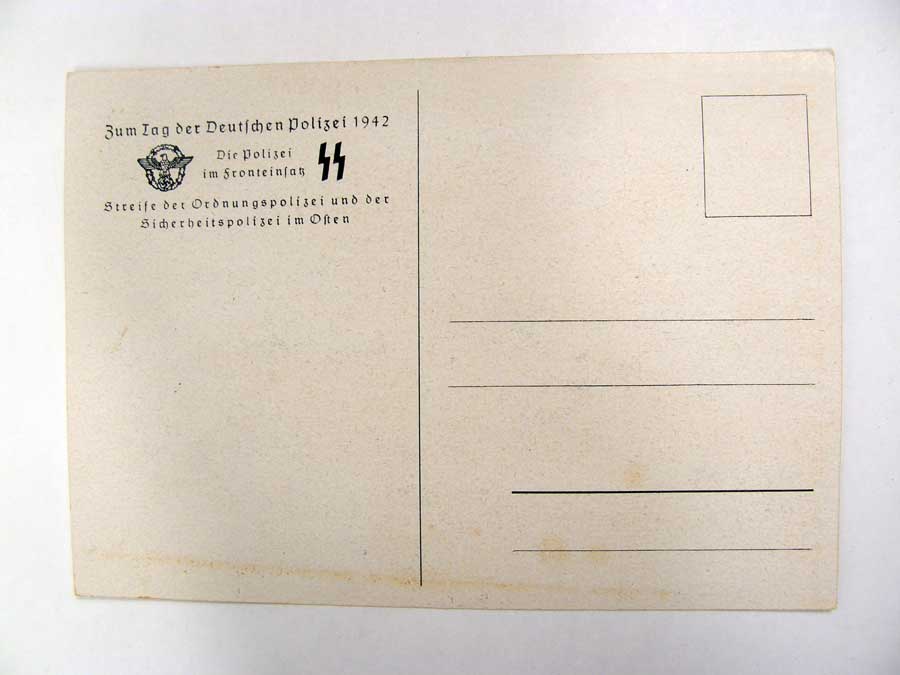 Zum Tag der Deutschen Polizei 1942
Die Polizei
im Fronteinsatz
Streife der Ordnungspolizei und der
Sicherheitspolizei im Osten